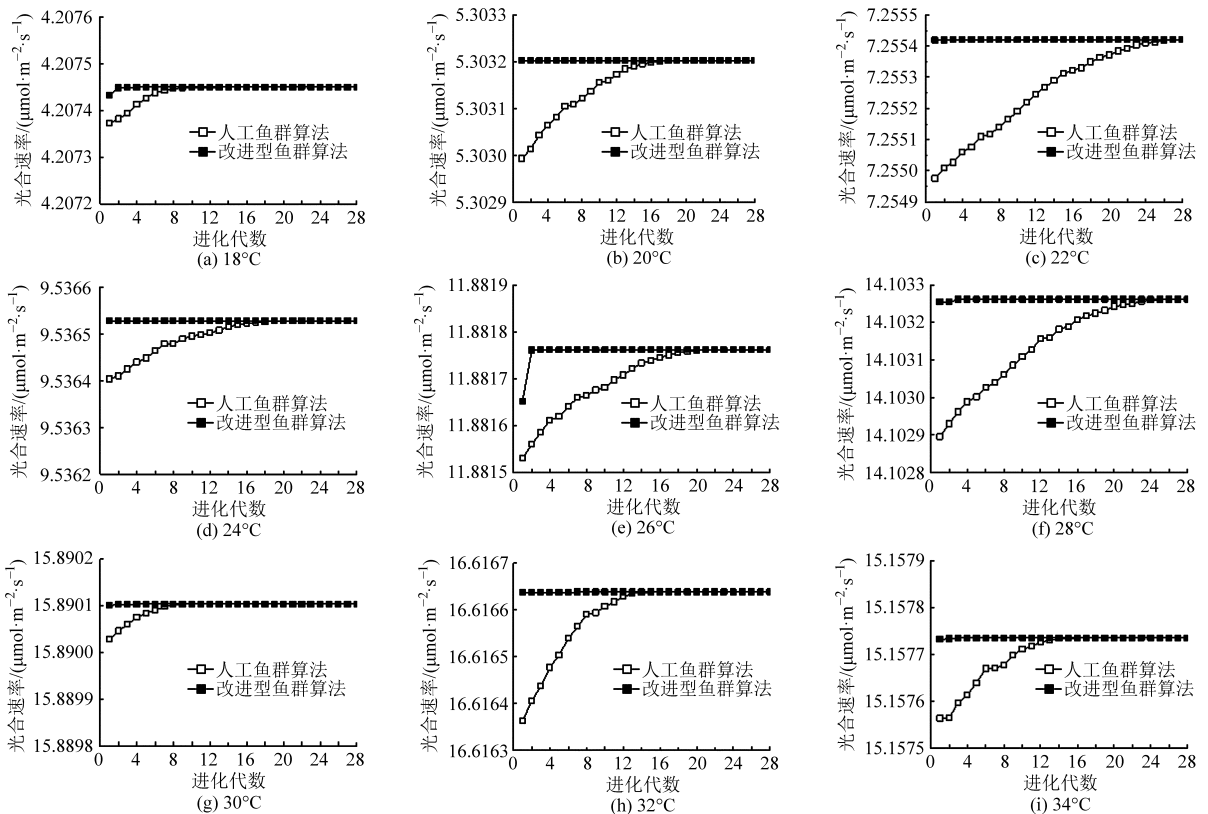 光合速率/(μmol·m⁻²·s⁻¹)
4.2076
4.2075
4.2074
4.2073
4.2072
人工鱼群算法
改进型鱼群算法
0 4 8 12 16 20 24 28
进化代数
(a) 18°C
光合速率/(μmol·m⁻²·s⁻¹)
5.3033
5.3032
5.3031
5.3030
5.3029
人工鱼群算法
改进型鱼群算法
0 4 8 12 16 20 24 28
进化代数
(b) 20°C
光合速率/(μmol·m⁻²·s⁻¹)
7.2555
7.2554
7.2553
7.2552
7.2551
7.2550
7.2549
人工鱼群算法
改进型鱼群算法
0 4 8 12 16 20 24 28
进化代数
(c) 22°C
光合速率/(μmol·m⁻²·s⁻¹)
9.5366
9.5365
9.5364
9.5363
9.5362
人工鱼群算法
改进型鱼群算法
0 4 8 12 16 20 24 28
进化代数
(d) 24°C
光合速率/(μmol·m⁻²·s⁻¹)
11.8819
11.8818
11.8817
11.8816
11.8815
人工鱼群算法
改进型鱼群算法
0 4 8 12 16 20 24 28
进化代数
(e) 26°C
光合速率/(μmol·m⁻²·s⁻¹)
14.1033
14.1032
14.1031
14.1030
14.1029
14.1028
人工鱼群算法
改进型鱼群算法
0 4 8 12 16 20 24 28
进化代数
(f) 28°C
光合速率/(μmol·m⁻²·s⁻¹)
15.8902
15.8901
15.8900
15.8899
15.8898
人工鱼群算法
改进型鱼群算法
0 4 8 12 16 20 24 28
进化代数
(g) 30°C
光合速率/(μmol·m⁻²·s⁻¹)
16.6167
16.6166
16.6165
16.6164
16.6163
人工鱼群算法
改进型鱼群算法
0 4 8 12 16 20 24 28
进化代数
(h) 32°C
光合速率/(μmol·m⁻²·s⁻¹)
15.1579
15.1578
15.1577
15.1576
15.1575
人工鱼群算法
改进型鱼群算法
0 4 8 12 16 20 24 28
进化代数
(i) 34°C